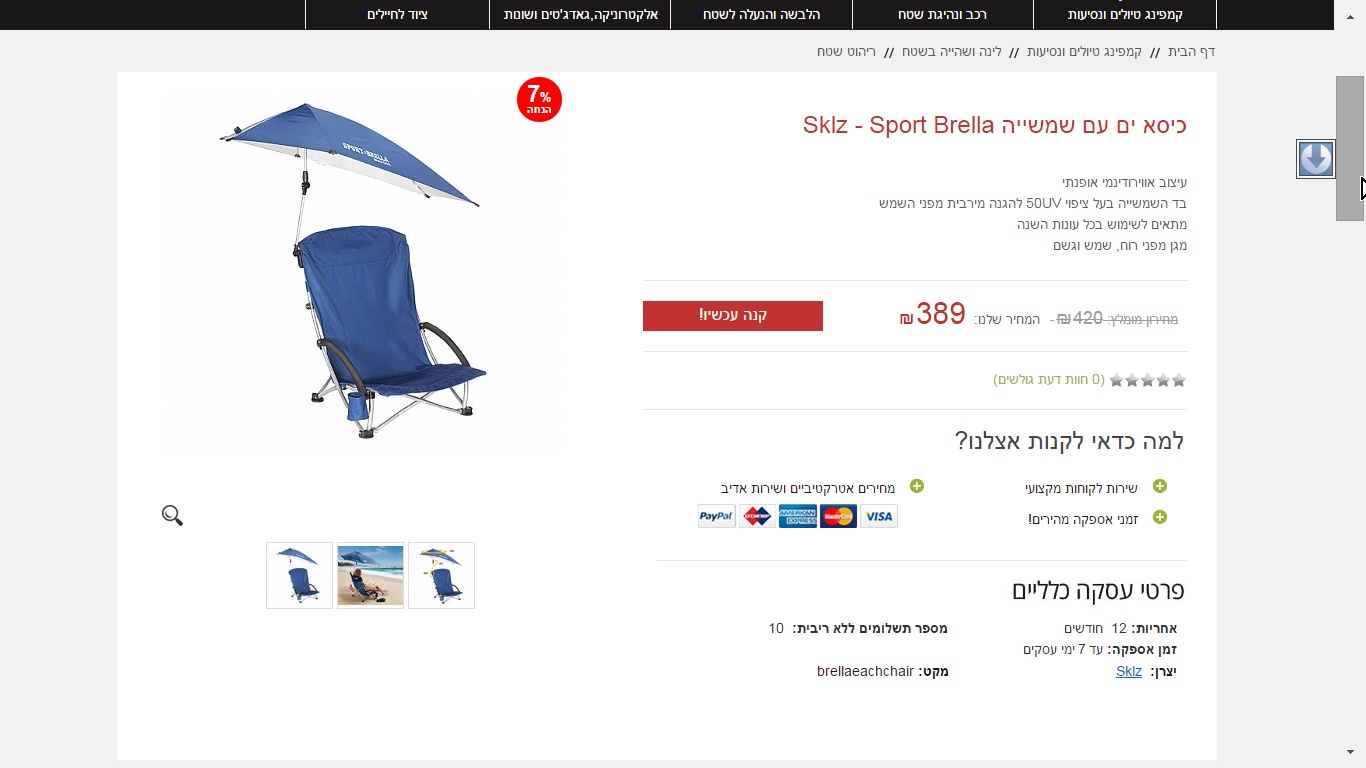 קמפינג טיולים ונסיעות
רכב ונהיגת שטח
הלבשה והנעלה לשטח
אלקטרוניקה,גאדג'טים ושונות
ציוד לחיילים
דף הבית // קמפינג טיולים ונסיעות // לינה ושהייה בשטח // ריהוט שטח
7%
הנחה
SPORT-BRELLA
כיסא ים עם שמשייה Sklz - Sport Brella
עיצוב אווירודינמי אופנתי
בד השמשייה בעל ציפוי 50UV להגנה מירבית מפני השמש
מתאים לשימוש בכל עונות השנה
מגן מפני רוח, שמש וגשם
מחירון מומלץ: 420 ₪ - המחיר שלנו: 389 ₪
קנה עכשיו!
(0 חוות דעת גולשים)
למה כדאי לקנות אצלנו?
שירות לקוחות מקצועי
מחירים אטרקטיביים ושירות אדיב
זמני אספקה מהירים!
PayPal ישראכרט AMERICAN EXPRESS MasterCard VISA
פרטי עסקה כלליים
אחריות: 12 חודשים
מספר תשלומים ללא ריבית: 10
זמן אספקה: עד 7 ימי עסקים
יצרן: Sklz
מקט: brellaeachchair